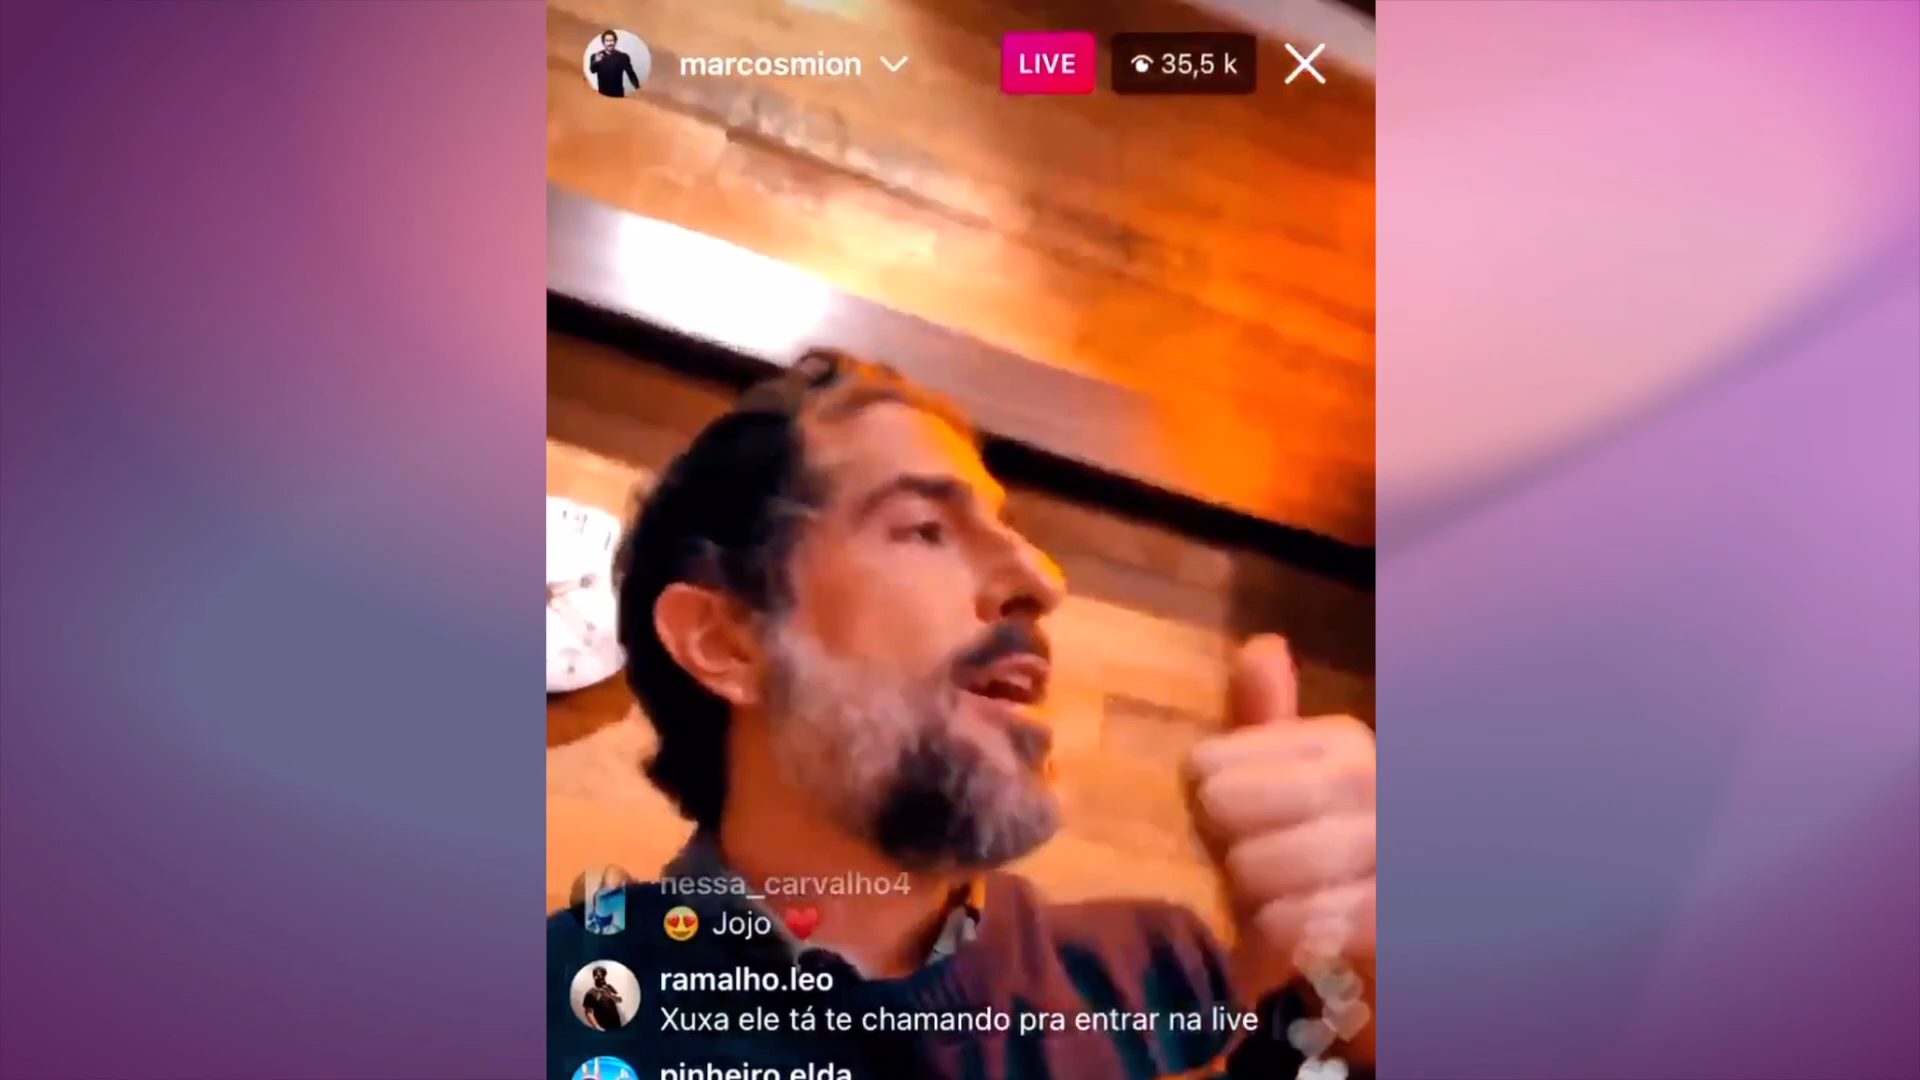 marcosmion
LIVE
35,5 k
nessa_carvalho4
😍 Jojo ❤️
ramalho.leo
Xuxa ele tá te chamando pra entrar na live
pinheiro.elda